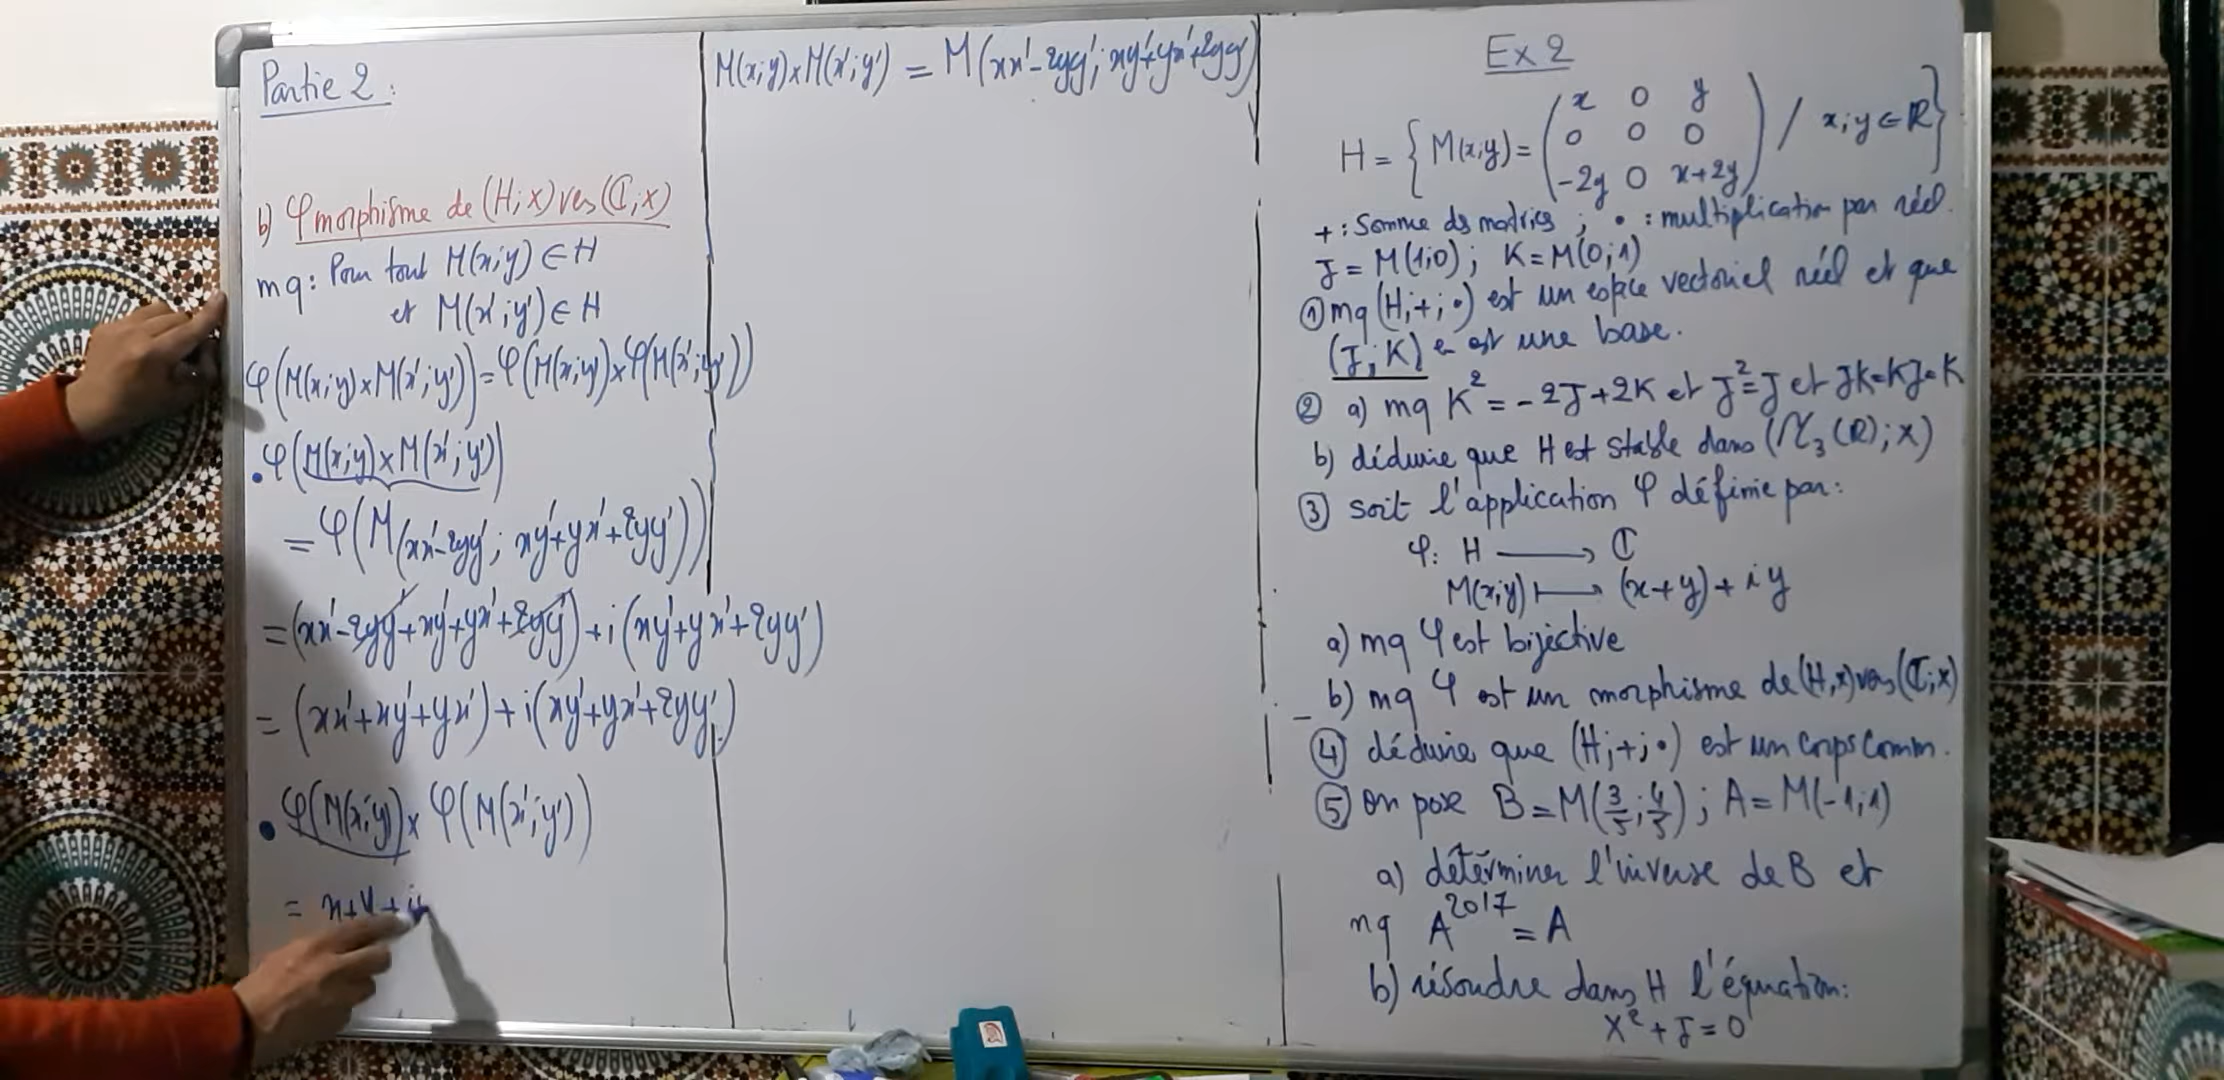 Partie 2 :
b) φ morphisme de (H;x) vers (ℂ;x)
mq: Pour tout M(x;y) ∈ H
et M(x';y') ∈ H
φ(M(x;y)×M(x';y')) = φ(M(x;y))×φ(M(x';y'))
• φ(M(x;y)×M(x';y'))
= φ(M(xx'-2yy'; xy'+yx'+2yy'))
= (xx'-2yy'+xy'+yx'+2yy') + i(xy'+yx'+2yy')
= (xx'+xy'+yx') + i(xy'+yx'+2yy')
• φ(M(x;y)) × φ(M(x';y'))
= x+y+i
M(x;y)×M(x';y') = M(xx'-2yy'; xy'+yx'+2yy')
Ex 2
H = { M(x;y) = ( x 0 y
0 0 0
-2y 0 x+2y ) / x;y ∈ ℝ }
+ : Somme ds matrices ; • : multiplication par réel.
J = M(1;0) ; K = M(0;1)
① mq (H;+;•) est un espace vectoriel réel et que
(J;K) en est une base.
② a) mq K² = -2J+2K et J²=J et JK=KJ=K
b) déduire que H est stable dans (M₃(ℝ);x)
③ soit l'application φ définie par:
φ: H ⟶ ℂ
M(x;y) ⟼ (x+y)+iy
a) mq φ est bijective
b) mq φ est un morphisme de (H,x) vers (ℂ;x)
④ déduire que (H;+;•) est un corps comm.
⑤ on pose B = M(3/5;4/5) ; A = M(-1;1)
a) déterminer l'inverse de B et
mq A²⁰¹⁷ = A
b) résoudre dans H l'équation:
X² + J = 0